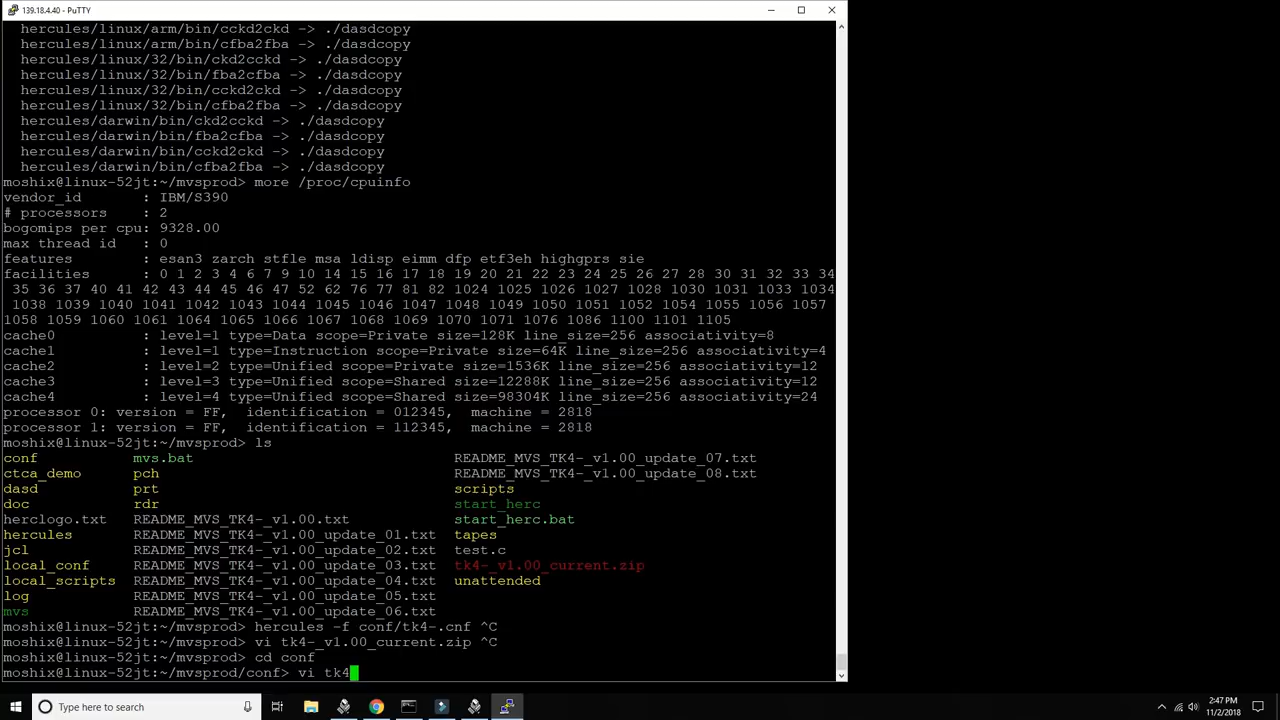 139.18.4.40 - PuTTY
hercules/linux/arm/bin/cckd2ckd -> ./dasdcopy
hercules/linux/arm/bin/cfba2fba -> ./dasdcopy
hercules/linux/32/bin/ckd2cckd -> ./dasdcopy
hercules/linux/32/bin/fba2cfba -> ./dasdcopy
hercules/linux/32/bin/cckd2ckd -> ./dasdcopy
hercules/linux/32/bin/cfba2fba -> ./dasdcopy
hercules/darwin/bin/ckd2cckd -> ./dasdcopy
hercules/darwin/bin/fba2cfba -> ./dasdcopy
hercules/darwin/bin/cckd2ckd -> ./dasdcopy
hercules/darwin/bin/cfba2fba -> ./dasdcopy
moshix@linux-52jt:~/mvsprod> more /proc/cpuinfo
vendor_id       : IBM/S390
# processors    : 2
bogomips per cpu: 9328.00
max thread id   : 0
features        : esan3 zarch stfle msa ldisp eimm dfp etf3eh highgprs sie
facilities      : 0 1 2 3 4 6 7 9 10 14 15 16 17 18 19 20 21 22 23 24 27 28 30 31 32 33 34
35 36 37 40 41 42 43 44 45 46 47 52 62 76 77 81 82 1024 1025 1026 1027 1028 1030 1031 1033 1034
1038 1039 1040 1041 1042 1043 1044 1045 1046 1047 1048 1049 1050 1051 1052 1054 1055 1056 1057
1058 1059 1060 1061 1064 1065 1066 1067 1068 1069 1070 1071 1076 1086 1100 1101 1105
cache0          : level=1 type=Data scope=Private size=128K line_size=256 associativity=8
cache1          : level=1 type=Instruction scope=Private size=64K line_size=256 associativity=4
cache2          : level=2 type=Unified scope=Private size=1536K line_size=256 associativity=12
cache3          : level=3 type=Unified scope=Shared size=12288K line_size=256 associativity=12
cache4          : level=4 type=Unified scope=Shared size=98304K line_size=256 associativity=24
processor 0: version = FF,  identification = 012345,  machine = 2818
processor 1: version = FF,  identification = 112345,  machine = 2818
moshix@linux-52jt:~/mvsprod> ls
conf           mvs.bat                             README_MVS_TK4-_v1.00_update_07.txt
ctca_demo      pch                                 README_MVS_TK4-_v1.00_update_08.txt
dasd           prt                                 scripts
doc            rdr                                 start_herc
herclogo.txt   README_MVS_TK4-_v1.00.txt           start_herc.bat
hercules       README_MVS_TK4-_v1.00_update_01.txt tapes
jcl            README_MVS_TK4-_v1.00_update_02.txt test.c
local_conf     README_MVS_TK4-_v1.00_update_03.txt tk4-_v1.00_current.zip
local_scripts  README_MVS_TK4-_v1.00_update_04.txt unattended
log            README_MVS_TK4-_v1.00_update_05.txt
mvs            README_MVS_TK4-_v1.00_update_06.txt
moshix@linux-52jt:~/mvsprod> hercules -f conf/tk4-.cnf ^C
moshix@linux-52jt:~/mvsprod> vi tk4-_v1.00_current.zip ^C
moshix@linux-52jt:~/mvsprod> cd conf
moshix@linux-52jt:~/mvsprod/conf> vi tk4
Type here to search
2:47 PM
11/2/2018